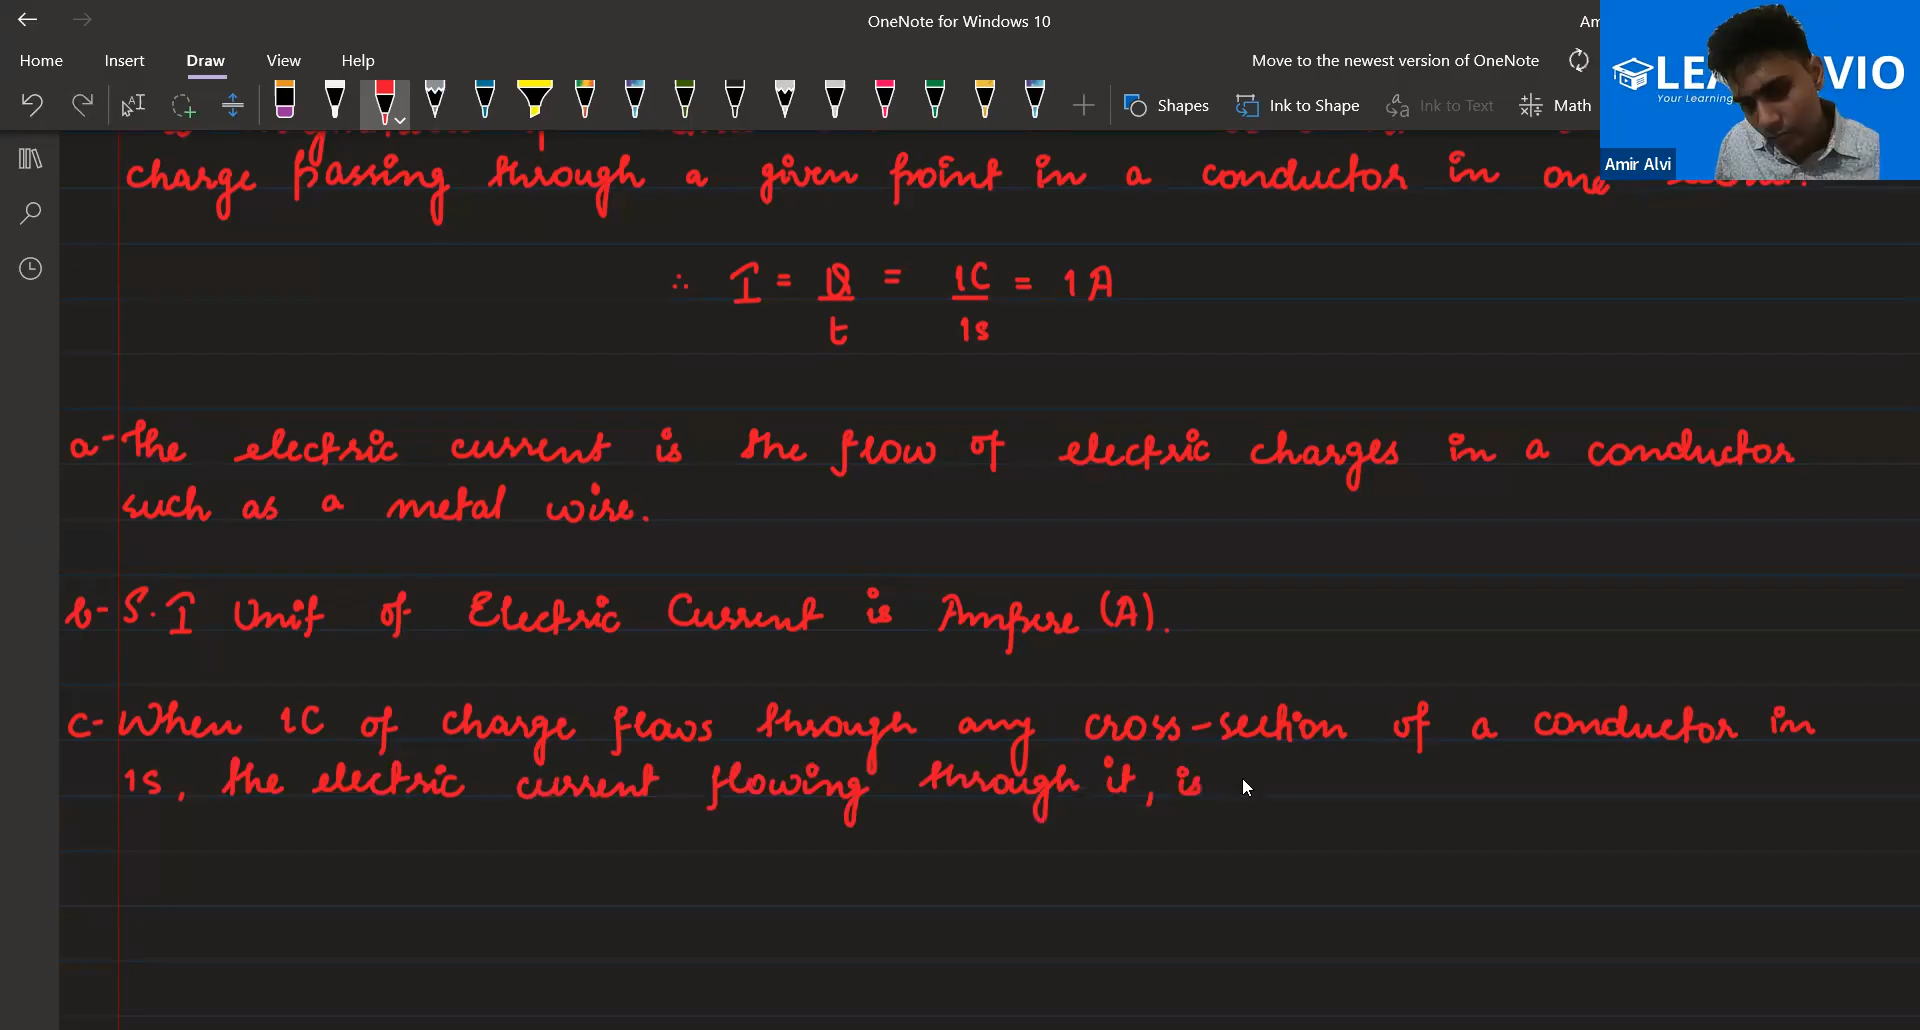 OneNote for Windows 10
Am
Home Insert Draw View Help
Move to the newest version of OneNote
Shapes Ink to Shape Ink to Text Math
LEA VIO
Your Learning
Amir Alvi
charge passing through a given point in a conductor in one
∴ I = Q/t = 1C/1s = 1A
a- The electric current is the flow of electric charges in a conductor
such as a metal wire.
b- S.I Unit of Electric Current is Ampere (A).
c- When 1C of charge flows through any cross-section of a conductor in
1s, the electric current flowing through it, is